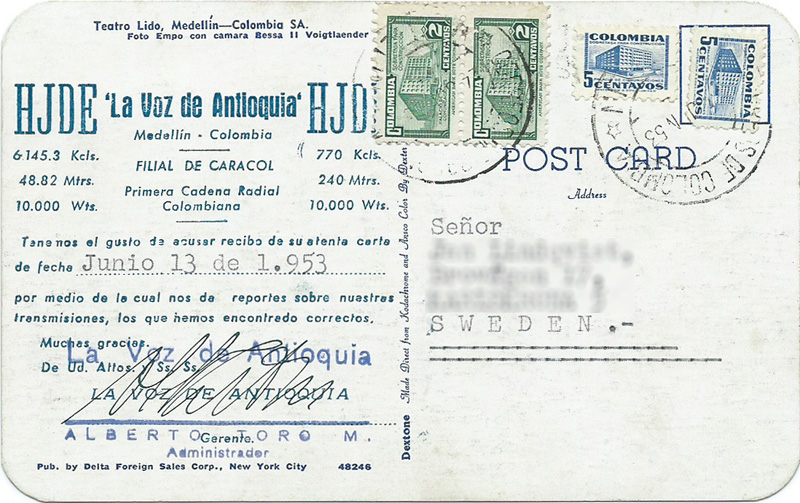 Teatro Lido, Medellín—Colombia SA.
Foto Empo con camara Bessa II Voigtlaender
HJDE 'La Voz de Antioquia' HJD
Medellín - Colombia
6145.3 Kcls. FILIAL DE CARACOL 770 Kcls.
48.82 Mtrs. Primera Cadena Radial 240 Mtrs.
10.000 Wts. Colombiana 10,000 Wts.
Tenemos el gusto de acusar recibo de su atenta carta
de fecha Junio 13 de 1.953
por medio de la cual nos de reportes sobre nuestras
transmisiones, los que hemos encontrado correctos.
Muchas gracias.
La Voz de Antioquia
De Ud. Attos. y Ss. Ss.
LA VOZ DE ANTIOQUIA
ALBERTO TORO M.
Gerente.
Administrador
Pub. by Delta Foreign Sales Corp., New York City 48246
Dextone Made Direct from Kodachrome and Ansco Color By Dexter
COLOMBIA
2 CENTAVOS
COLOMBIA
2 CENTAVOS
COLOMBIA
5 CENTAVOS
COLOMBIA
5 CENTAVOS
DE COLOMBIA
53
POST CARD
Address
Señor
SWEDEN.-